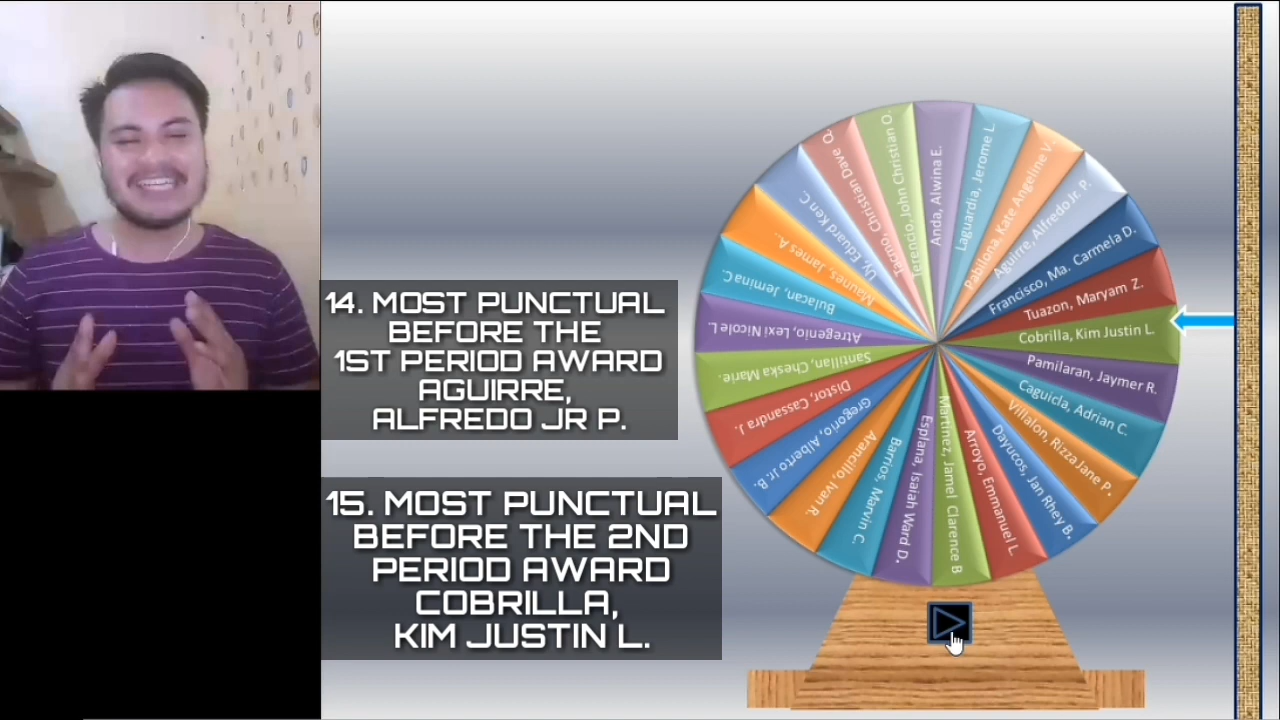 14. MOST PUNCTUAL
BEFORE THE
1ST PERIOD AWARD
AGUIRRE,
ALFREDO JR P.
15. MOST PUNCTUAL
BEFORE THE 2ND
PERIOD AWARD
COBRILLA,
KIM JUSTIN L.
Anda, Alwina E.
Laguardia, Jerome L.
Pabilona, Kate Angeline V.
Aguirre, Alfredo Jr. P.
Francisco, Ma. Carmela D.
Tuazon, Maryam Z.
Cobrilla, Kim Justin L.
Pamilaran, Jaymer R.
Caguicla, Adrian C.
Villalon, Rizza Jane P.
Dayucos, Jan Rhey B.
Arroyo, Emmanuel L.
Martinez, Jamel Clarence B
Esplana, Isaiah Ward D.
Barrios, Marvin C.
Arancillo, Ivan R.
Gregorio, Alberto Jr. B.
Distor, Cassandra J.
Santillan, Cheska Marie.
Atregenio, Lexi Nicole L.
Bulacan, Jemina C.
Maunes, James A.
Uy, Eduard Ken C.
Christian Dave Q.
Terencio, John Christian O.